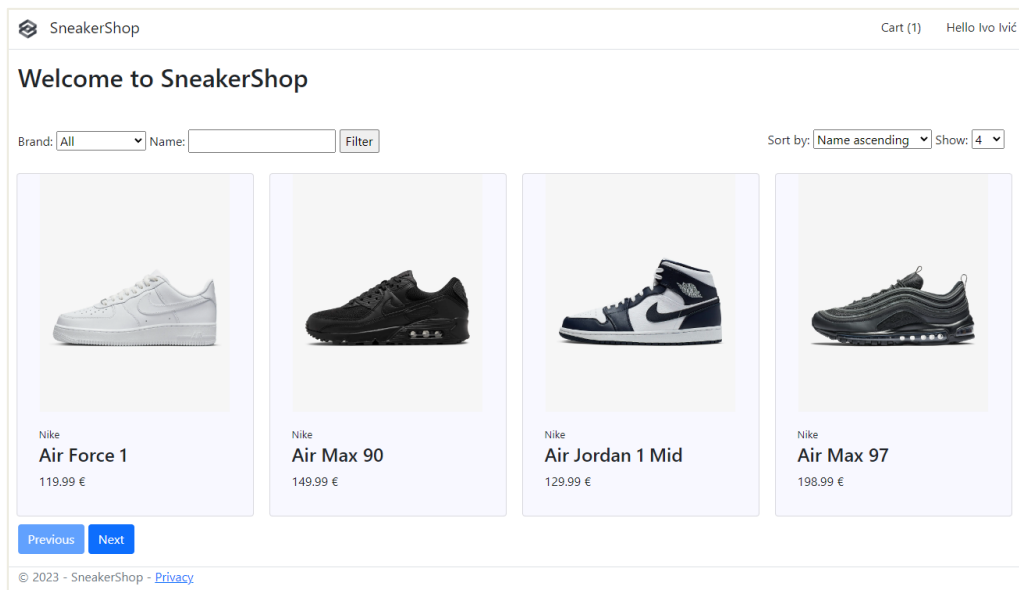 SneakerShop Cart (1) Hello Ivo Ivić
Welcome to SneakerShop
Brand: All Name: Filter Sort by: Name ascending Show: 4
Nike Nike Nike Nike
Air Force 1 Air Max 90 Air Jordan 1 Mid Air Max 97
119.99 € 149.99 € 129.99 € 198.99 €
Previous Next
© 2023 - SneakerShop - Privacy